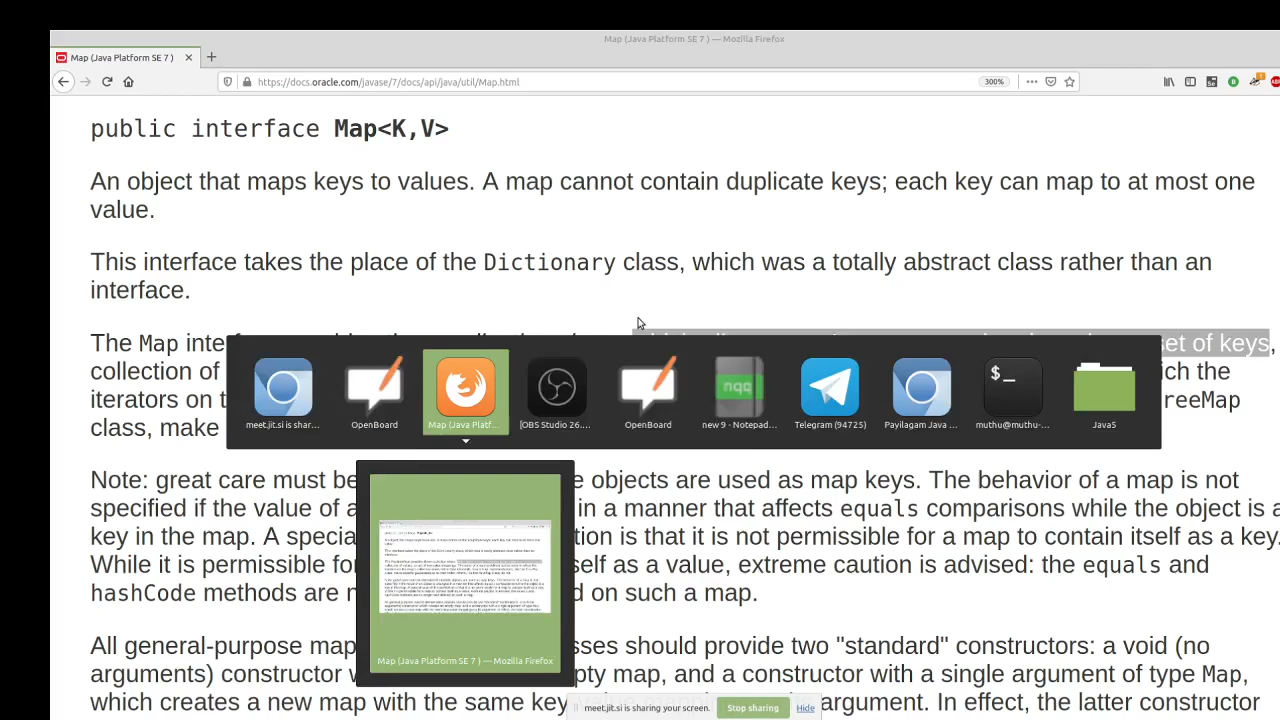 Map (Java Platform SE 7 ) — Mozilla Firefox
Map (Java Platform SE 7 )
https://docs.oracle.com/javase/7/docs/api/java/util/Map.html
300%
public interface Map<K,V>
An object that maps keys to values. A map cannot contain duplicate keys; each key can map to at most one
value.
This interface takes the place of the Dictionary class, which was a totally abstract class rather than an
interface.
The Map set of keys,
collection of the
iterators on
class, make
meet.jit.si is shar...
OpenBoard
Map (Java Platf...
[OBS Studio 26....
OpenBoard
nqq
new 9 - Notepad...
Telegram (94725)
Payilagam Java ...
$_
muthu@muthu-...
Java5
Note: great care must be objects are used as map keys. The behavior of a map is not
specified if the value of in a manner that affects equals comparisons while the object is a
key in the map. A is that it is not permissible for a map to contain itself as a key.
While it is permissible as a value, extreme caution is advised: the equals and
hashCode methods are on such a map.
All general-purpose map should provide two "standard" constructors: a void (no
arguments) constructor map, and a constructor with a single argument of type Map,
which creates a new map with the same argument. In effect, the latter constructor
Map (Java Platform SE 7 ) — Mozilla Firefox
meet.jit.si is sharing your screen.
Stop sharing
Hide